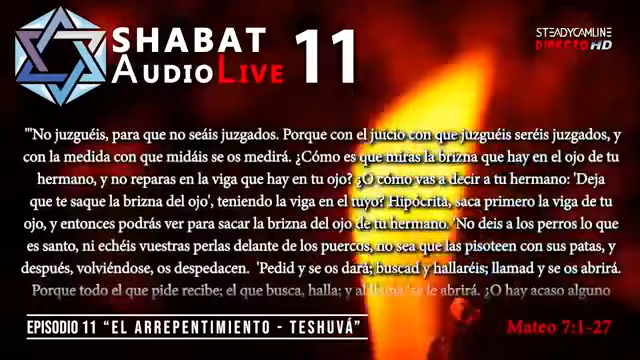 SHABAT
AUDIOLIVE 11
STEADYCAMLINE
DIRECTO HD
"'No juzguéis, para que no seáis juzgados. Porque con el juicio con que juzguéis seréis juzgados, y
con la medida con que midáis se os medirá. ¿Cómo es que miras la brizna que hay en el ojo de tu
hermano, y no reparas en la viga que hay en tu ojo? ¿O cómo vas a decir a tu hermano: 'Deja
que te saque la brizna del ojo', teniendo la viga en el tuyo? Hipócrita, saca primero la viga de tu
ojo, y entonces podrás ver para sacar la brizna del ojo de tu hermano. 'No deis a los perros lo que
es santo, ni echéis vuestras perlas delante de los puercos, no sea que las pisoteen con sus patas, y
después, volviéndose, os despedacen. 'Pedid y se os dará; buscad y hallaréis; llamad y se os abrirá.
Porque todo el que pide recibe; el que busca, halla; y al llama 'se le abrirá. ¿O hay acaso alguno
EPISODIO 11 "EL ARREPENTIMIENTO - TESHUVÁ"
Mateo 7:1-27